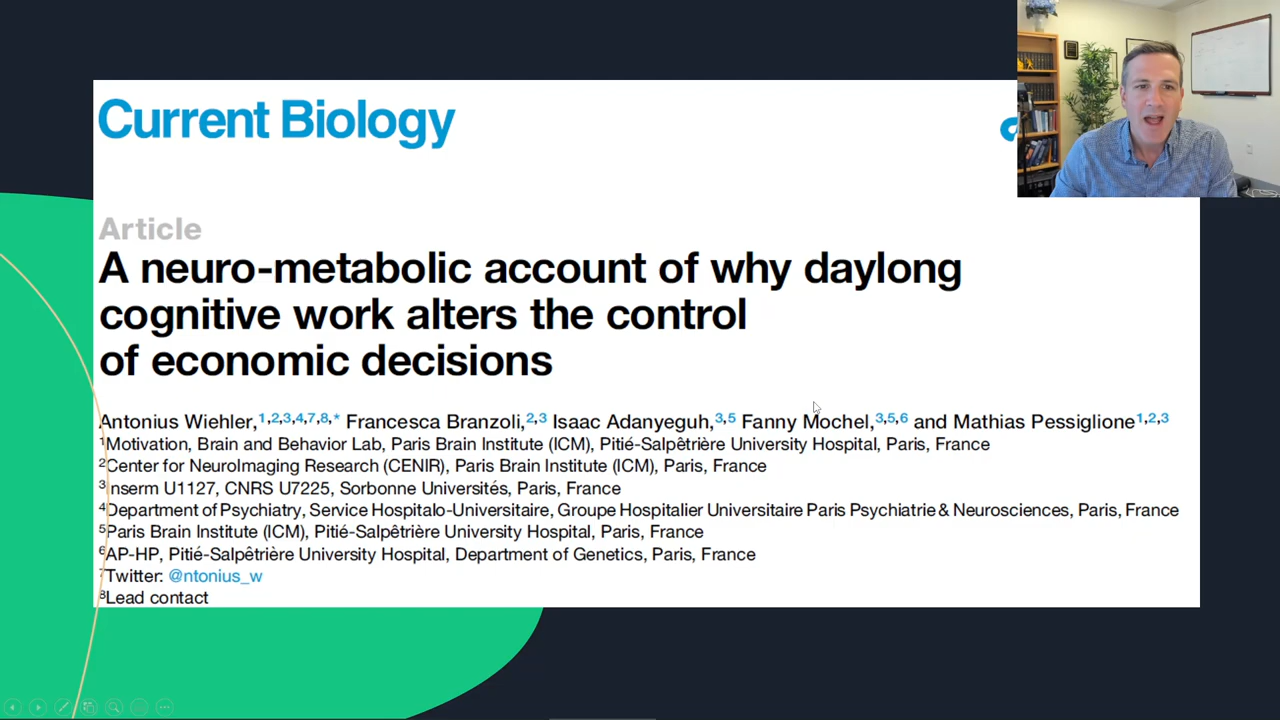 Current Biology
Article
A neuro-metabolic account of why daylong
cognitive work alters the control
of economic decisions
Antonius Wiehler,1,2,3,4,7,8,* Francesca Branzoli,2,3 Isaac Adanyeguh,3,5 Fanny Mochel,3,5,6 and Mathias Pessiglione1,2,3
1Motivation, Brain and Behavior Lab, Paris Brain Institute (ICM), Pitié-Salpêtrière University Hospital, Paris, France
2Center for NeuroImaging Research (CENIR), Paris Brain Institute (ICM), Paris, France
3Inserm U1127, CNRS U7225, Sorbonne Universités, Paris, France
4Department of Psychiatry, Service Hospitalo-Universitaire, Groupe Hospitalier Universitaire Paris Psychiatrie & Neurosciences, Paris, France
5Paris Brain Institute (ICM), Pitié-Salpêtrière University Hospital, Paris, France
6AP-HP, Pitié-Salpêtrière University Hospital, Department of Genetics, Paris, France
7Twitter: @ntonius_w
8Lead contact